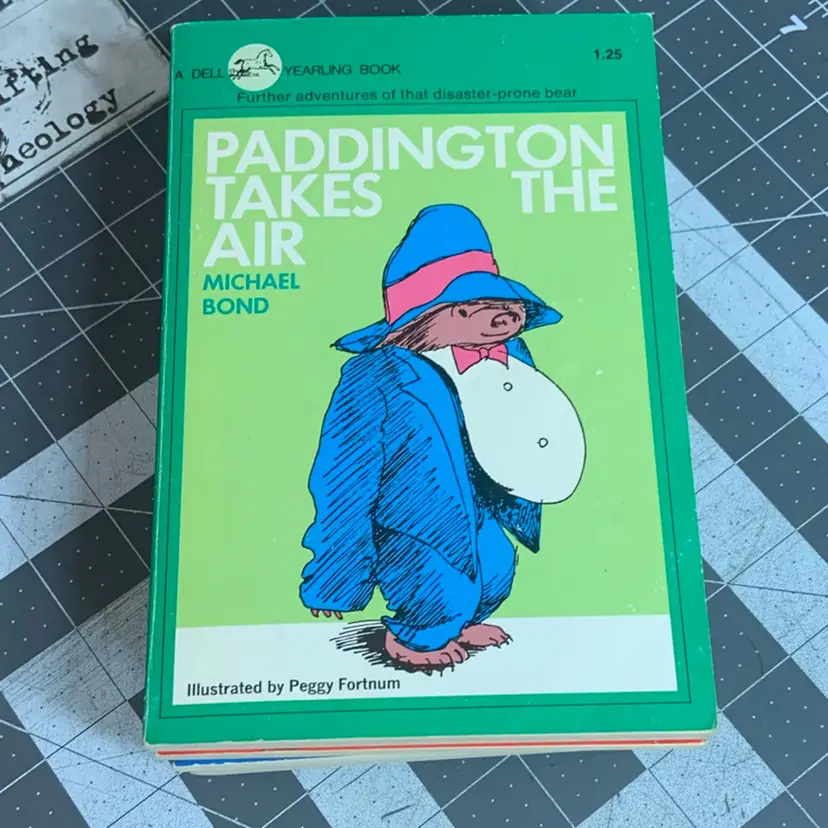 A DELL YEARLING BOOK
1.25
Further adventures of that disaster-prone bear
PADDINGTON
TAKES THE
AIR
MICHAEL
BOND
Illustrated by Peggy Fortnum
7